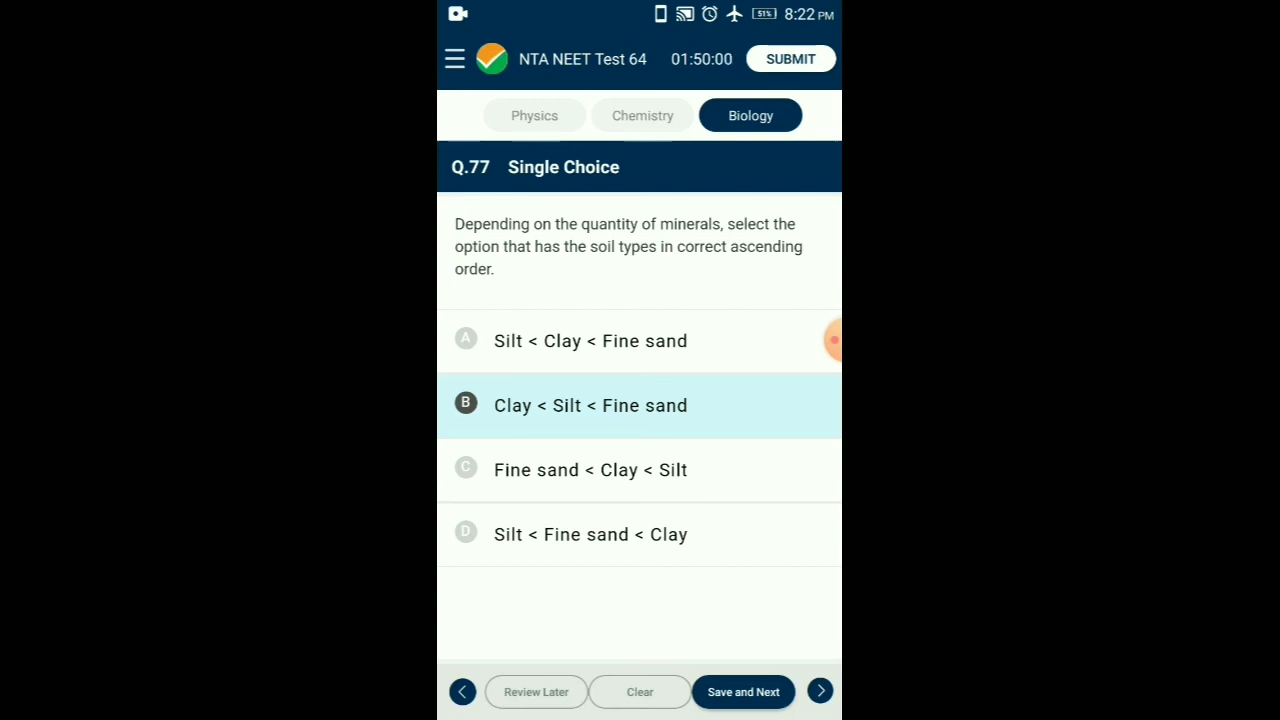 51% 8:22 PM
NTA NEET Test 64 01:50:00 SUBMIT
Physics Chemistry Biology
Q.77 Single Choice
Depending on the quantity of minerals, select the
option that has the soil types in correct ascending
order.
A Silt < Clay < Fine sand
B Clay < Silt < Fine sand
C Fine sand < Clay < Silt
D Silt < Fine sand < Clay
Review Later Clear Save and Next